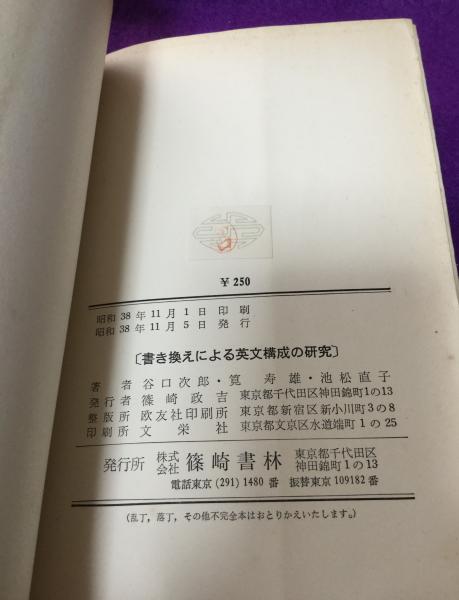 ¥ 250
昭和 38 年 11 月 1 日 印 刷
昭和 38 年 11 月 5 日 発 行
〔書き換えによる英文構成の研究〕
著 者 谷口次郎・筧 寿雄・池松直子
発行者 篠崎政吉 東京都千代田区神田錦町1の13
整版所 欧友社印刷所 東京都新宿区新小川町3の8
印刷所 文栄社 東京都文京区水道端町1の25
発行所 株式会社 篠崎書林 東京都千代田区神田錦町1の13
電話東京 (291) 1480 番 振替東京 109182 番
(乱丁,落丁,その他不完全本はおとりかえいたします。)